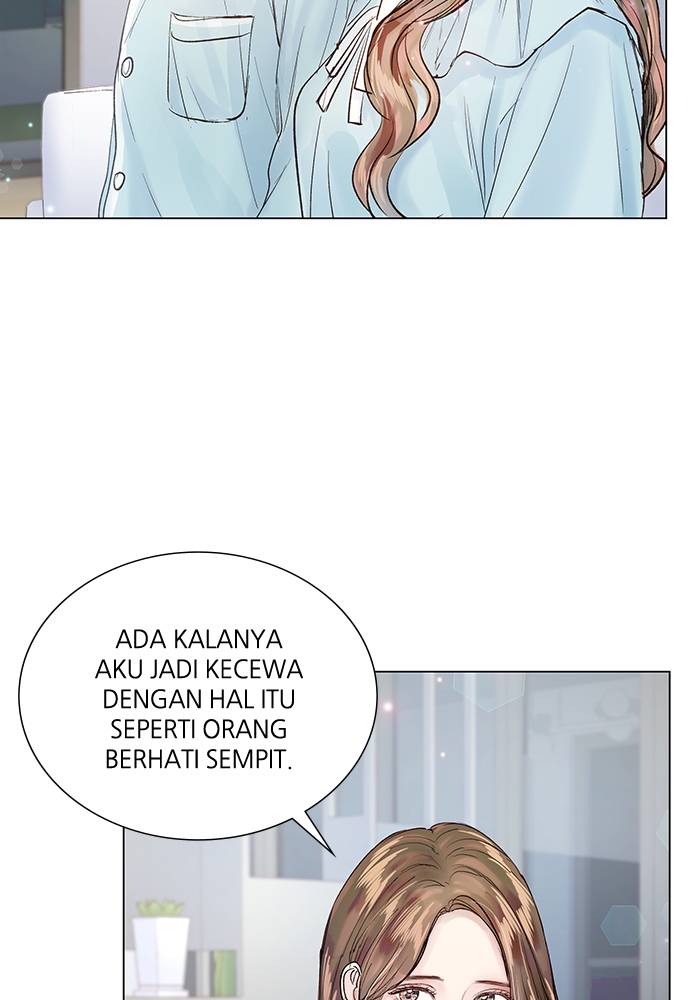 ADA KALANYA
AKU JADI KECEWA
DENGAN HAL ITU
SEPERTI ORANG
BERHATI SEMPIT.